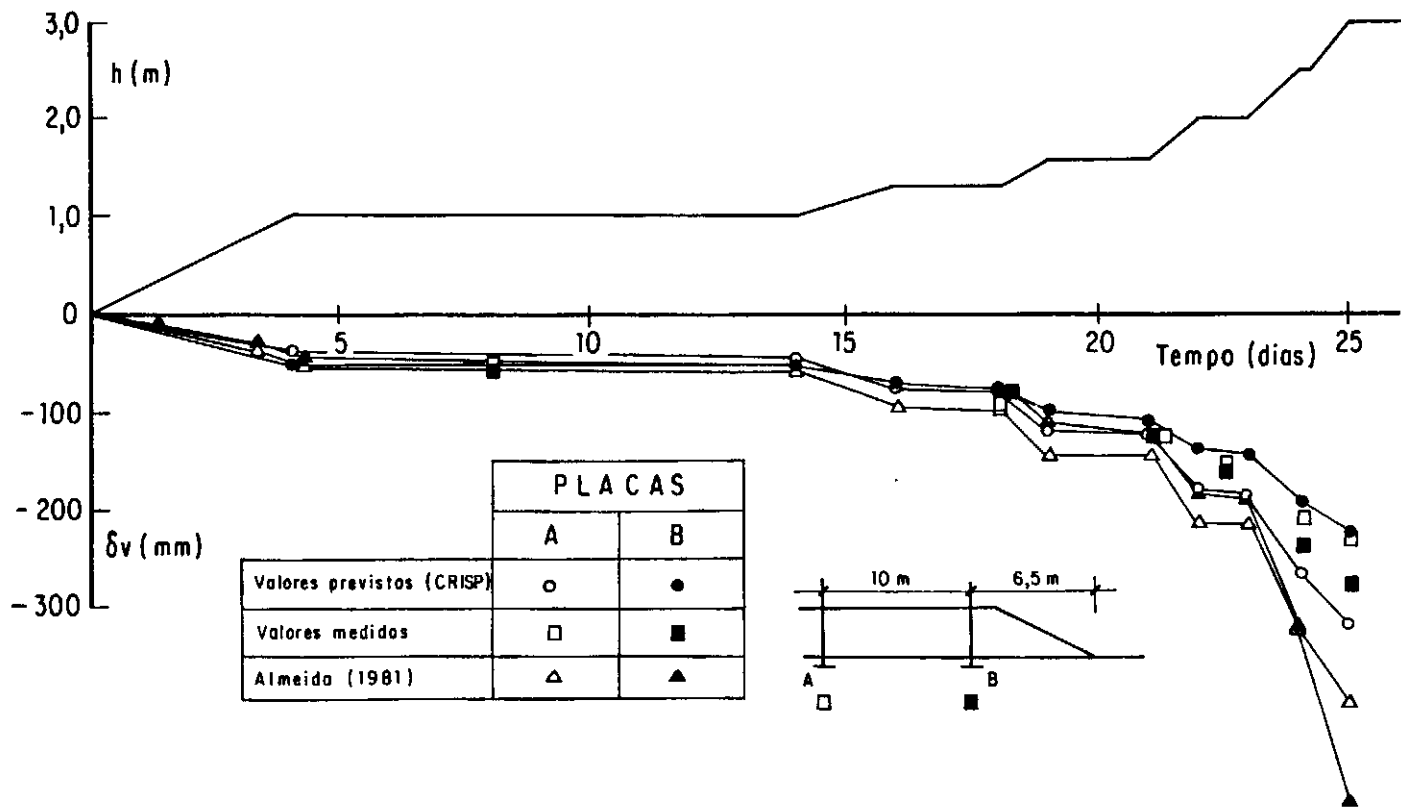 3,0
h (m)
2,0
1,0
0
5
10
15
20
25
Tempo (dias)
-100
-200
δv (mm)
-300
PLACAS
A
B
Valores previstos (CRISP)
Valores medidos
Almeida (1981)
10 m
6,5 m
A
B